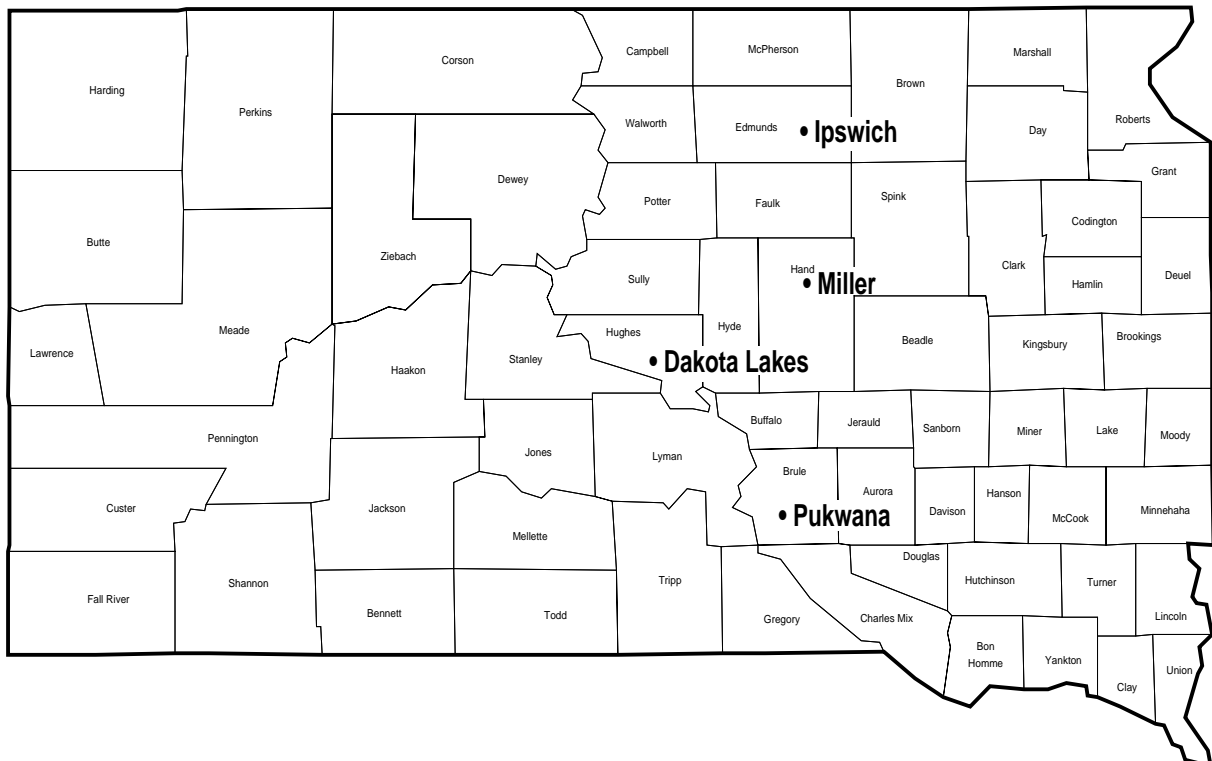 Campbell
McPherson
Marshall
Corson
Harding
Brown
Perkins
Roberts
Walworth
Edmunds
• Ipswich
Day
Dewey
Grant
Potter
Faulk
Spink
Codington
Butte
Ziebach
Clark
Deuel
Sully
Hand
• Miller
Hamlin
Meade
Hughes
Hyde
Beadle
Kingsbury
Brookings
Lawrence
Haakon
Stanley
• Dakota Lakes
Buffalo
Jerauld
Sanborn
Miner
Lake
Moody
Pennington
Jones
Lyman
Brule
Aurora
Hanson
Custer
Jackson
• Pukwana
Davison
McCook
Minnehaha
Mellette
Douglas
Shannon
Tripp
Hutchinson
Turner
Fall River
Bennett
Todd
Gregory
Charles Mix
Lincoln
Bon
Homme
Yankton
Clay
Union